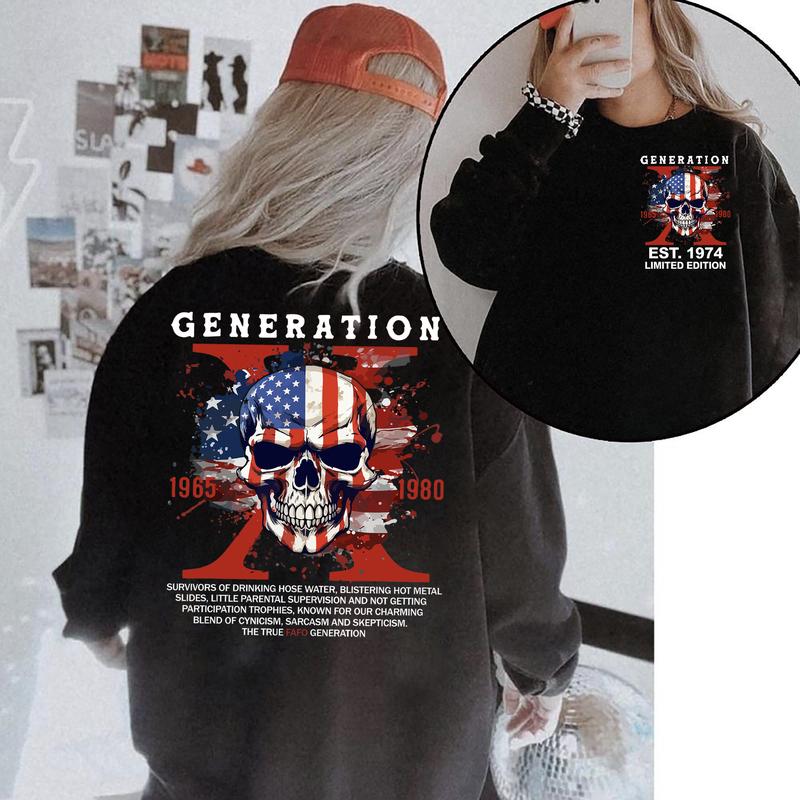 GENERATION
X
1965
1980
SURVIVORS OF DRINKING HOSE WATER, BLISTERING HOT METAL
SLIDES, LITTLE PARENTAL SUPERVISION AND NOT GETTING
PARTICIPATION TROPHIES, KNOWN FOR OUR CHARMING
BLEND OF CYNICISM, SARCASM AND SKEPTICISM.
THE TRUE FAFO GENERATION
GENERATION
X
1965
1980
EST. 1974
LIMITED EDITION
SLA